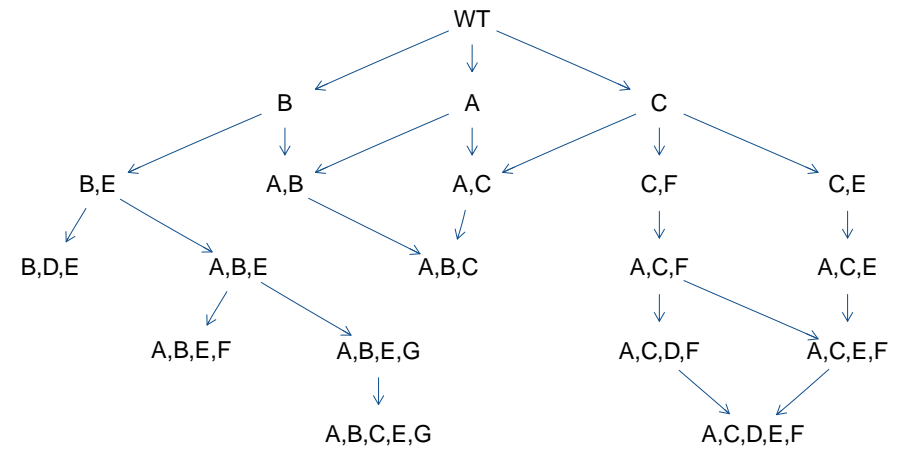 WT
B A C
B,E A,B A,C C,F C,E
B,D,E A,B,E A,B,C A,C,F A,C,E
A,B,E,F A,B,E,G A,C,D,F A,C,E,F
A,B,C,E,G A,C,D,E,F